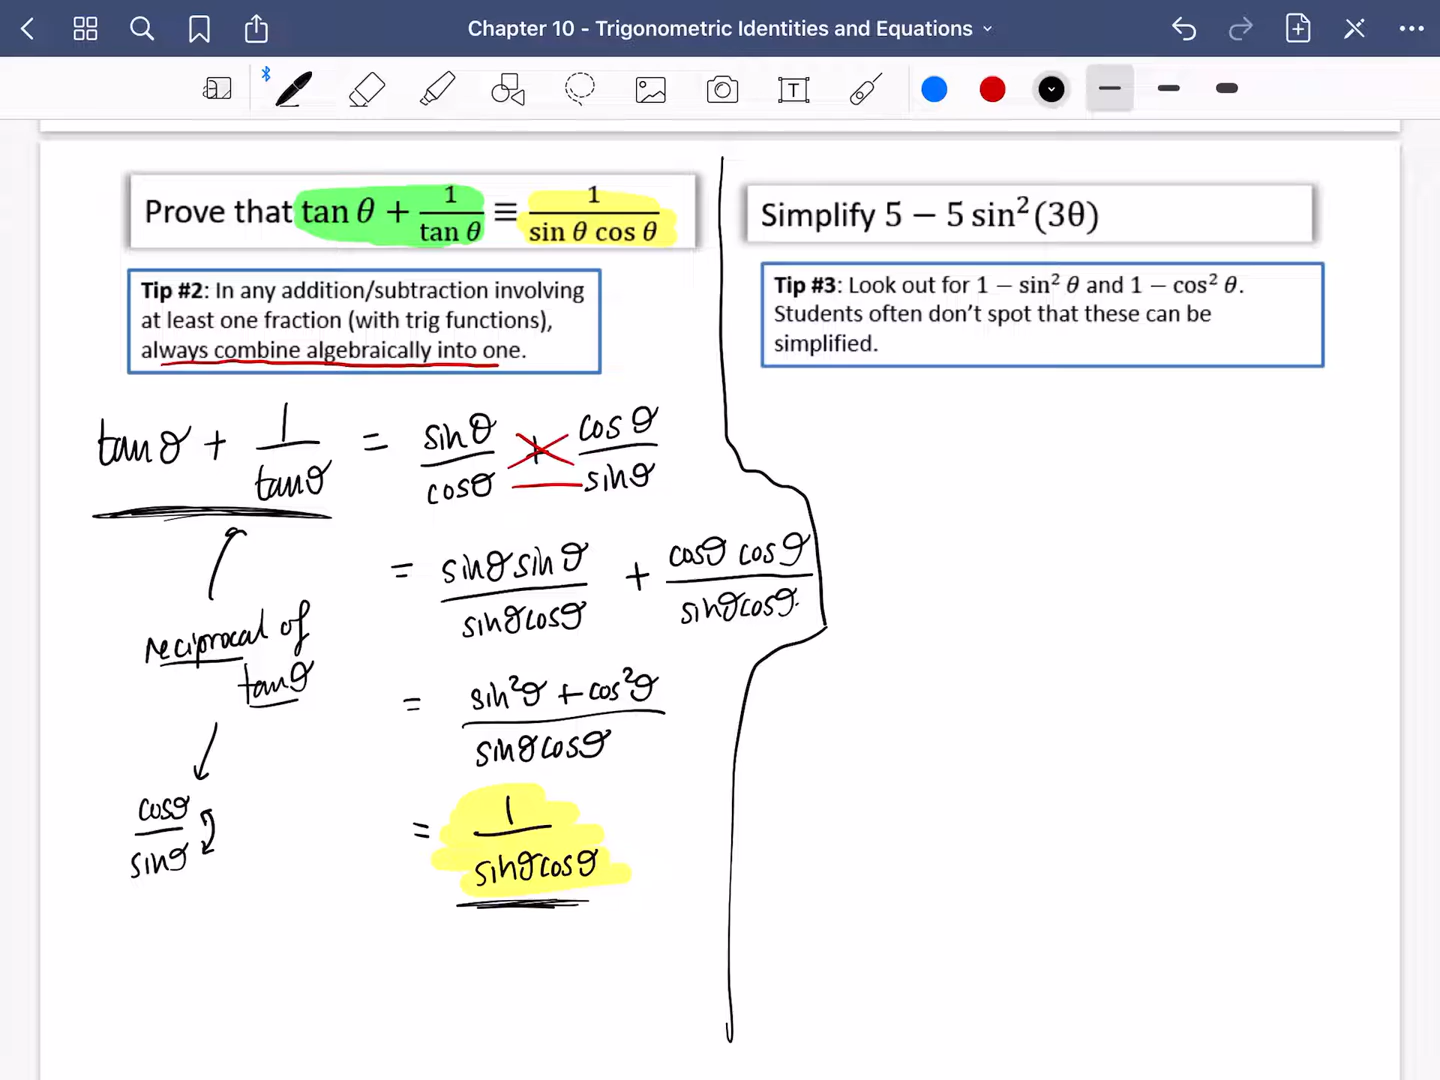 Chapter 10 - Trigonometric Identities and Equations
Prove that tan θ + 1/tan θ ≡ 1/sin θ cos θ
Tip #2: In any addition/subtraction involving
at least one fraction (with trig functions),
always combine algebraically into one.
tanθ + 1/tanθ = sinθ/cosθ + cosθ/sinθ
= sinθ sinθ/sinθcosθ + cosθ cosθ/sinθcosθ
reciprocal of
tanθ
= sin²θ + cos²θ/sinθcosθ
cosθ/sinθ
= 1/sinθcosθ
Simplify 5 − 5 sin²(3θ)
Tip #3: Look out for 1 − sin² θ and 1 − cos² θ.
Students often don't spot that these can be
simplified.